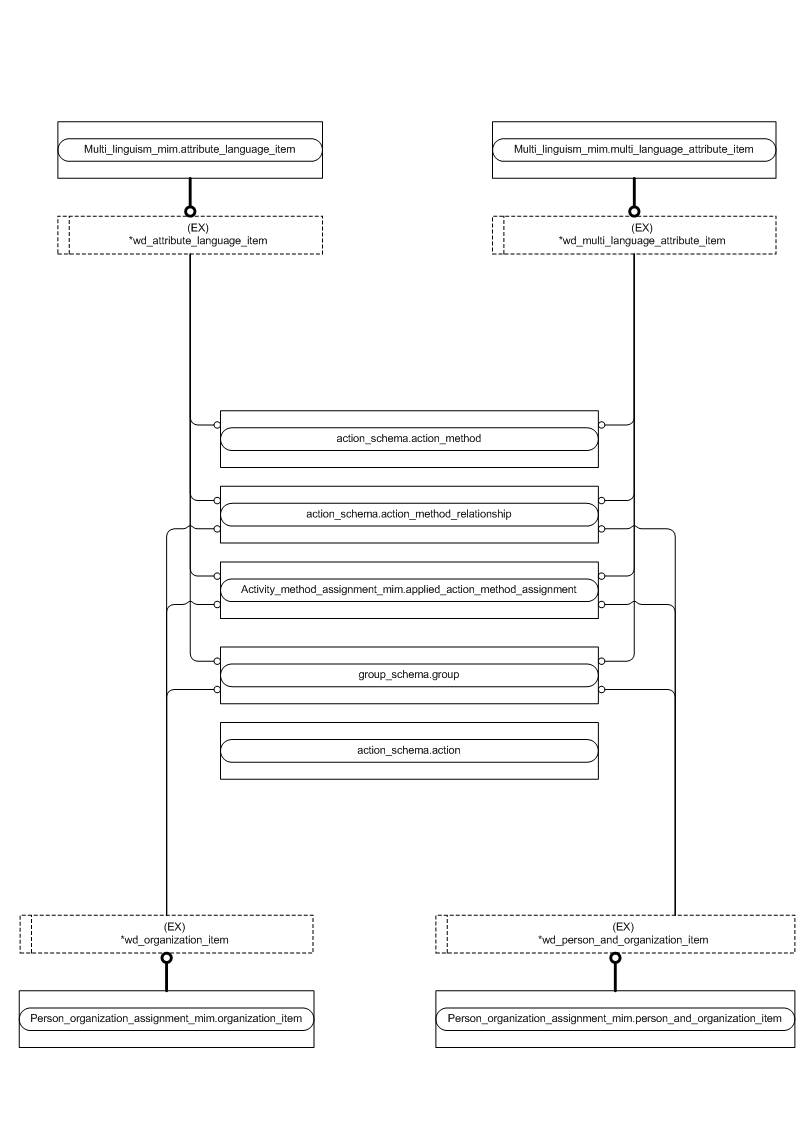 Multi_linguism_mim.attribute_language_item
Multi_linguism_mim.multi_language_attribute_item
(EX)
*wd_attribute_language_item
(EX)
*wd_multi_language_attribute_item
action_schema.action_method
action_schema.action_method_relationship
Activity_method_assignment_mim.applied_action_method_assignment
group_schema.group
action_schema.action
(EX)
*wd_organization_item
(EX)
*wd_person_and_organization_item
Person_organization_assignment_mim.organization_item
Person_organization_assignment_mim.person_and_organization_item